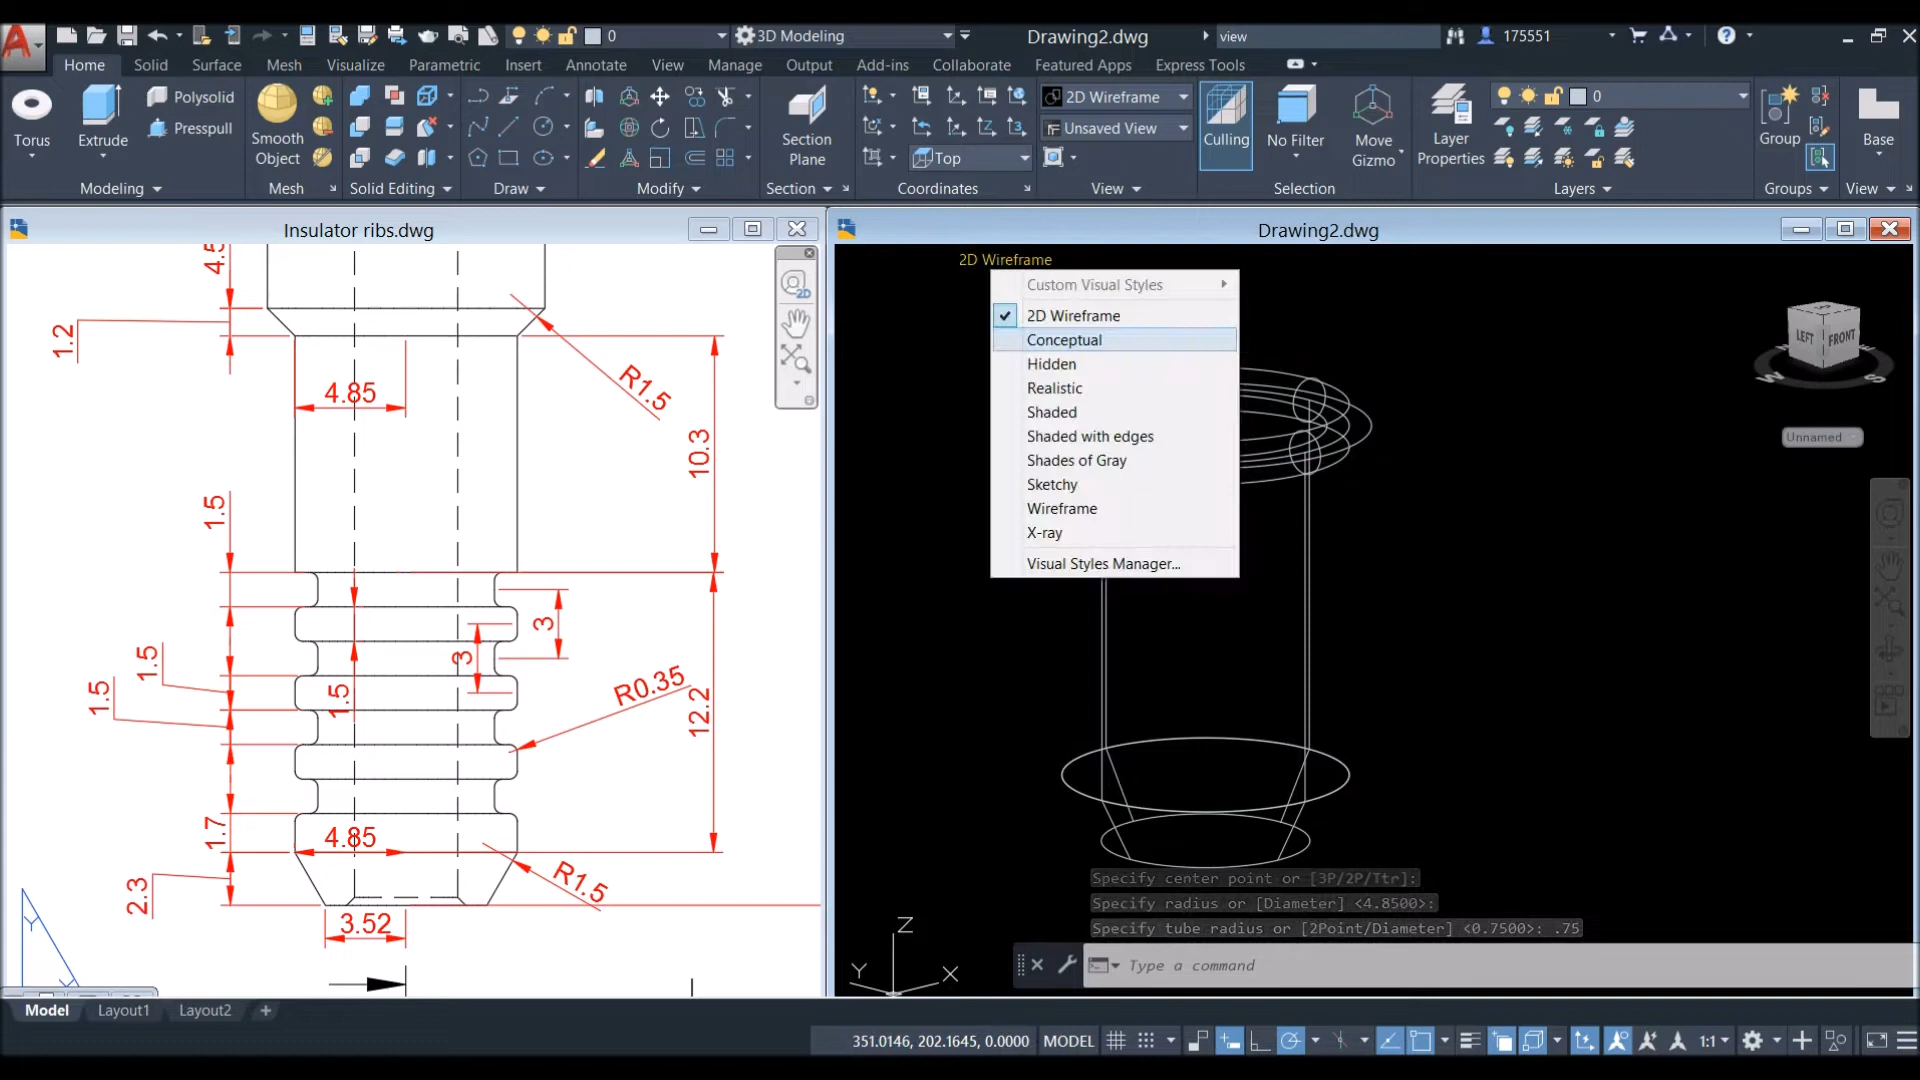 0
3D Modeling
Drawing2.dwg
view
175551
Home Solid Surface Mesh Visualize Parametric Insert Annotate View Manage Output Add-ins Collaborate Featured Apps Express Tools
Torus
Extrude
Polysolid
Presspull
Modeling
Smooth
Object
Mesh
Solid Editing
Draw
Modify
Section
Plane
Section
Top
Coordinates
2D Wireframe
Unsaved View
View
Culling
No Filter
Move
Gizmo
Selection
Layer
Properties
0
Layers
Group
Groups
Base
View
Insulator ribs.dwg
4.5
1.2
4.85
R1.5
10.3
1.5
1.5
1.5
1.5
3
3
R0.35
12.2
1.7
4.85
2.3
R1.5
3.52
Y
2D
Drawing2.dwg
2D Wireframe
Custom Visual Styles
2D Wireframe
Conceptual
Hidden
Realistic
Shaded
Shaded with edges
Shades of Gray
Sketchy
Wireframe
X-ray
Visual Styles Manager...
LEFT
FRONT
W
S
Unnamed
Specify center point or [3P/2P/Ttr]:
Specify radius or [Diameter] <4.8500>:
Specify tube radius or [2Point/Diameter] <0.7500>: .75
Z
Y
X
Type a command
Model Layout1 Layout2
351.0146, 202.1645, 0.0000 MODEL
1:1